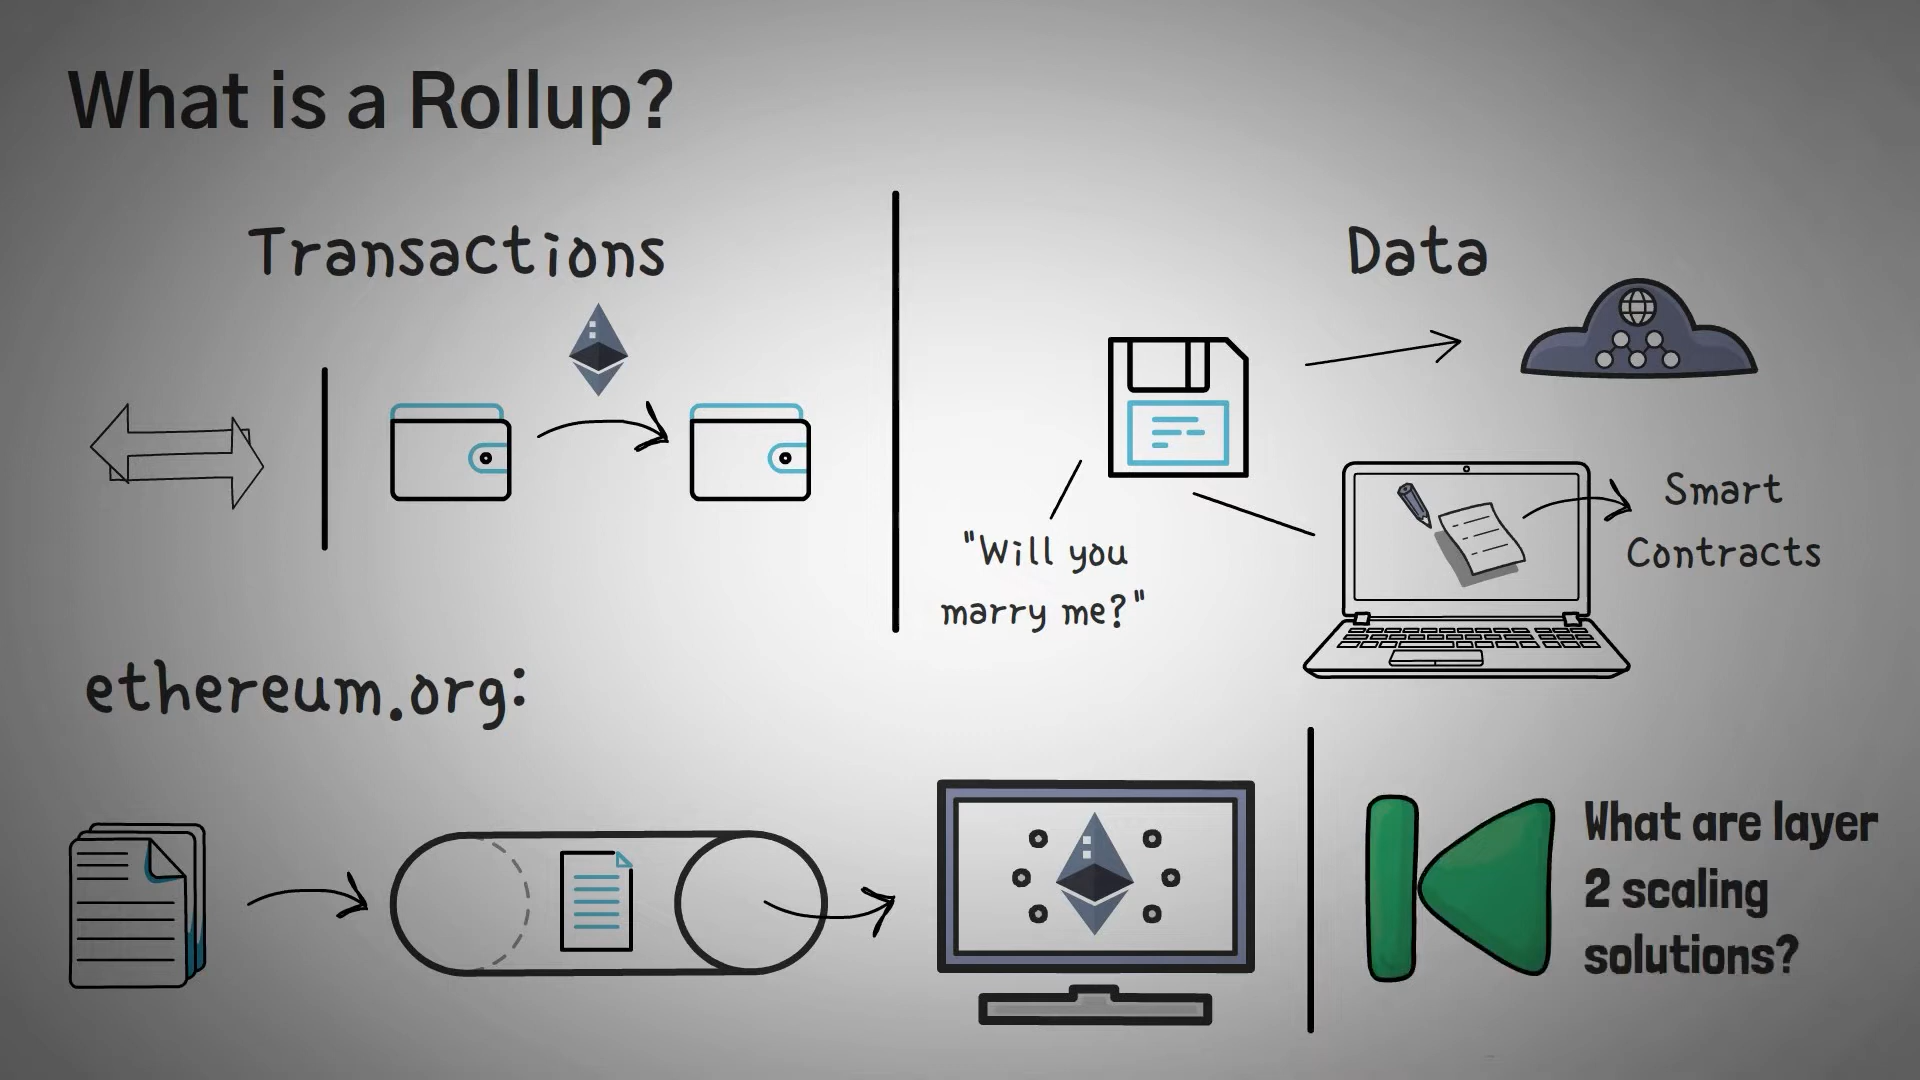 What is a Rollup?
Transactions
Data
Smart
Contracts
"Will you
marry me?"
ethereum.org:
What are layer
2 scaling
solutions?